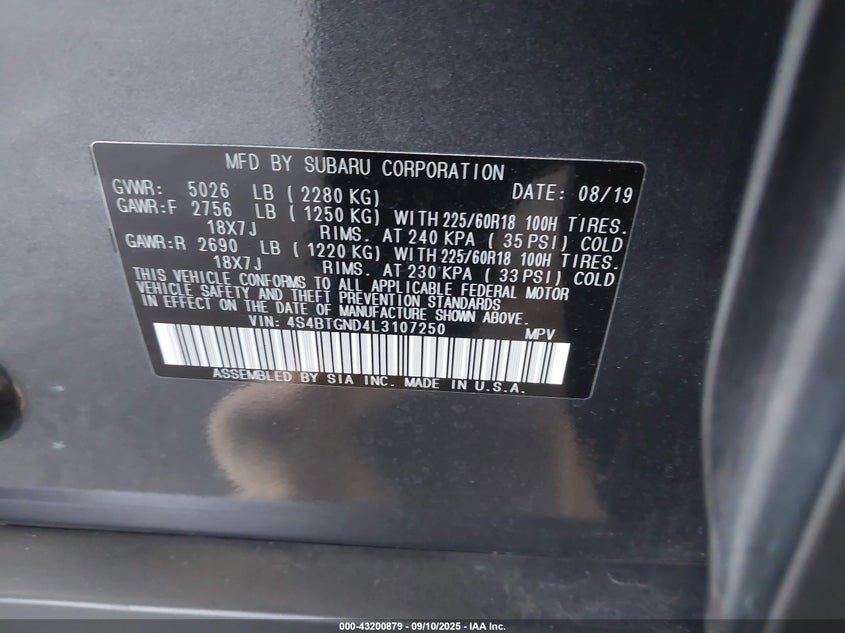 MFD BY SUBARU CORPORATION
GVWR: 5026 LB ( 2280 KG) DATE: 08/19
GAWR:F 2756 LB ( 1250 KG) WITH 225/60R18 100H TIRES.
18X7J RIMS. AT 240 KPA ( 35 PSI) COLD
GAWR:R 2690 LB ( 1220 KG) WITH 225/60R18 100H TIRES.
18X7J RIMS. AT 230 KPA ( 33 PSI) COLD
THIS VEHICLE CONFORMS TO ALL APPLICABLE FEDERAL MOTOR
VEHICLE SAFETY AND THEFT PREVENTION STANDARDS
IN EFFECT ON THE DATE OF MANUFACTURE SHOWN ABOVE.
VIN: 4S4BTGND4L3107250 MPV
ASSEMBLED BY SIA INC. MADE IN U.S.A.
000-43200879 - 09/10/2025 - IAA Inc.